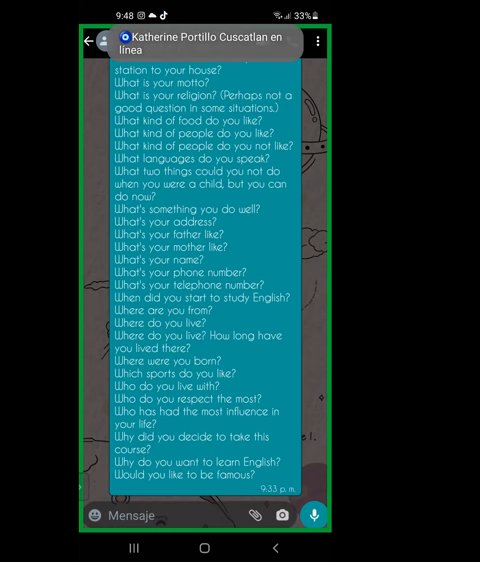 9:48 33%
🧿Katherine Portillo Cuscatlan en
línea
station to your house?
What is your motto?
What is your religion? (Perhaps not a
good question in some situations.)
What kind of food do you like?
What kind of people do you like?
What kind of people do you not like?
What languages do you speak?
What two things could you not do
when you were a child, but you can
do now?
What's something you do well?
What's your address?
What's your father like?
What's your mother like?
What's your name?
What's your phone number?
What's your telephone number?
When did you start to study English?
Where are you from?
Where do you live?
Where do you live? How long have
you lived there?
Where were you born?
Which sports do you like?
Who do you live with?
Who do you respect the most?
Who has had the most influence in
your life?
Why did you decide to take this
course?
Why do you want to learn English?
Would you like to be famous?
9:33 p. m.
Mensaje